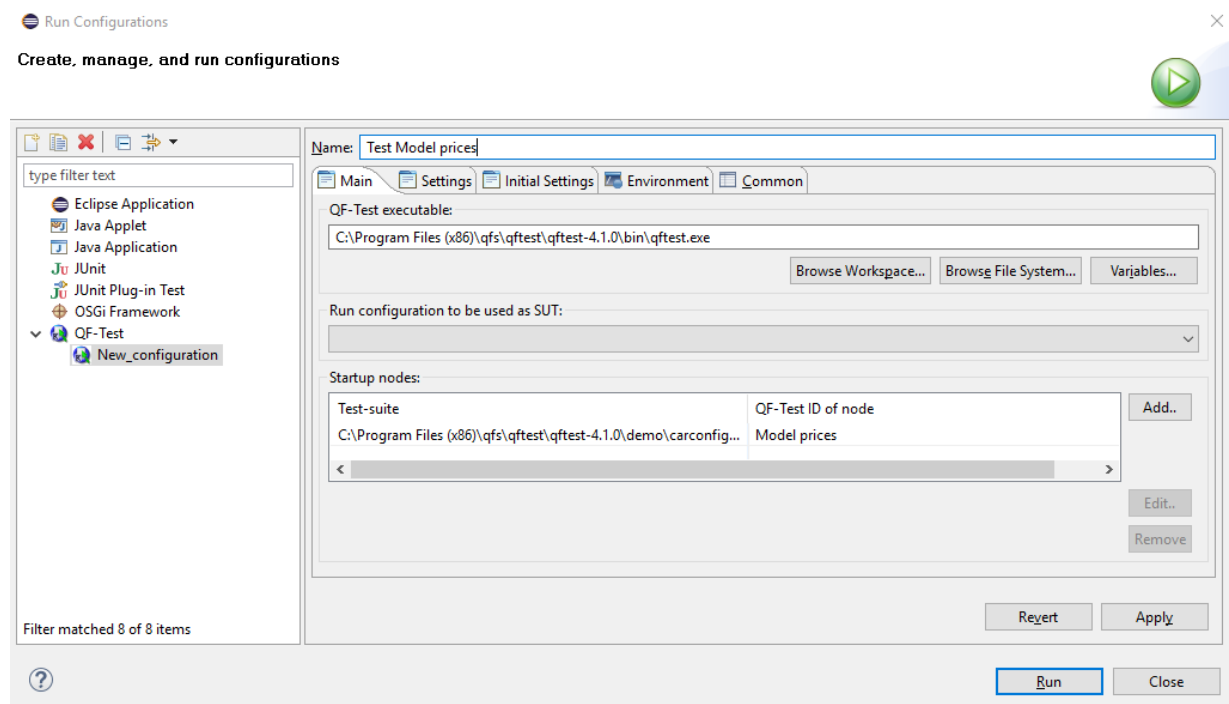 Run Configurations
Create, manage, and run configurations
Name: Test Model prices
type filter text
Main Settings Initial Settings Environment Common
Eclipse Application
Java Applet
Java Application
JUnit
JUnit Plug-in Test
OSGi Framework
QF-Test
New_configuration
QF-Test executable:
C:\Program Files (x86)\qfs\qftest\qftest-4.1.0\bin\qftest.exe
Browse Workspace... Browse File System... Variables...
Run configuration to be used as SUT:
Startup nodes:
Test-suite QF-Test ID of node
C:\Program Files (x86)\qfs\qftest\qftest-4.1.0\demo\carconfig... Model prices
Add..
Edit..
Remove
Revert Apply
Filter matched 8 of 8 items
Run Close